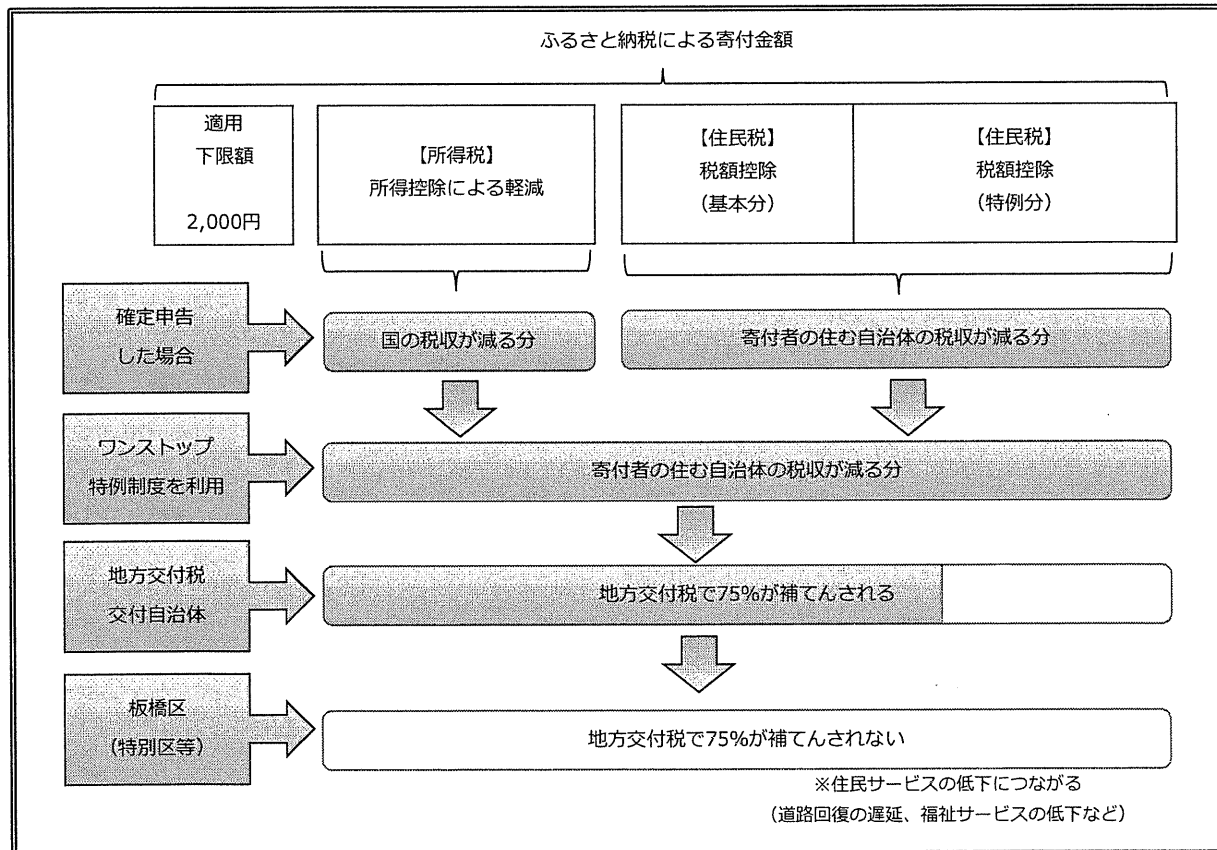 ふるさと納税による寄付金額
適用
下限額
2,000円
【所得税】
所得控除による軽減
【住民税】
税額控除
(基本分)
【住民税】
税額控除
(特例分)
確定申告
した場合
国の税収が減る分
寄付者の住む自治体の税収が減る分
ワンストップ
特例制度を利用
寄付者の住む自治体の税収が減る分
地方交付税
交付自治体
地方交付税で75%が補てんされる
板橋区
(特別区等)
地方交付税で75%が補てんされない
※住民サービスの低下につながる
(道路回復の遅延、福祉サービスの低下など)